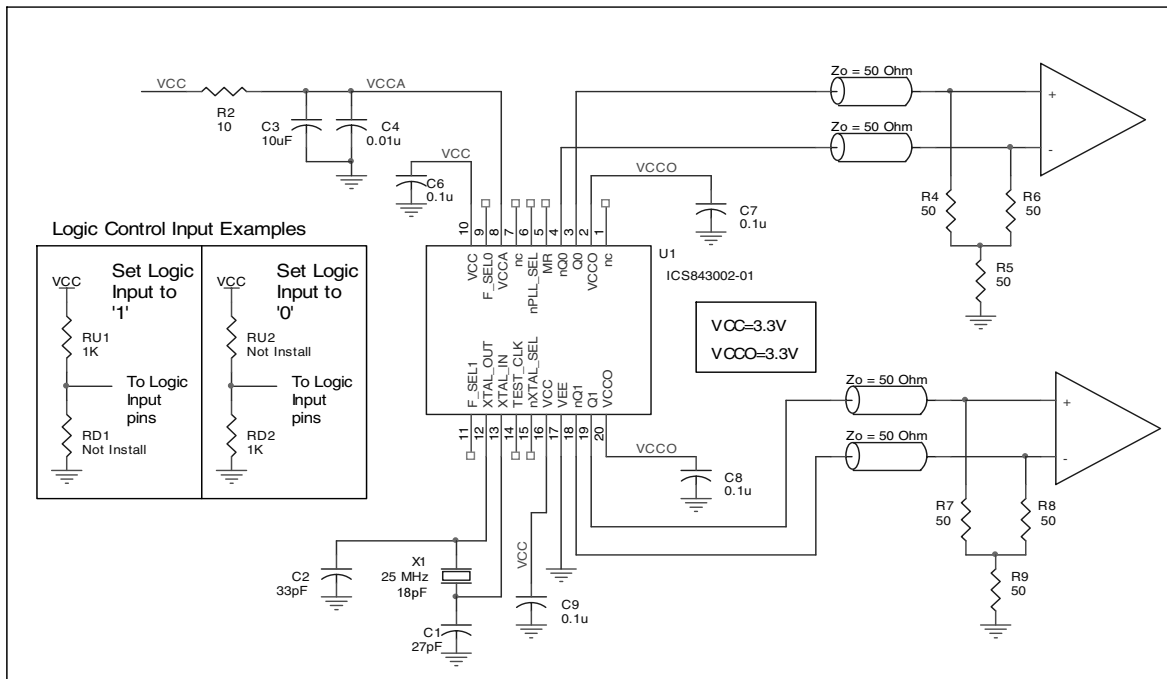 VCC
R2
10
VCCA
C3
10uF
C4
0.01u
VCC
C6
0.1u
VCCO
C7
0.1u
Zo = 50 Ohm
Zo = 50 Ohm
+
-
R4
50
R6
50
R5
50
Logic Control Input Examples
Set Logic
Input to
'1'
VCC
RU1
1K
To Logic
Input
pins
RD1
Not Install
Set Logic
Input to
'0'
VCC
RU2
Not Install
To Logic
Input
pins
RD2
1K
10
9
8
7
6
5
4
3
2
1
VCC
F_SEL0
VCCA
nc
nPLL_SEL
MR
nQ0
Q0
VCCO
nc
U1
ICS843002-01
F_SEL1
XTAL_OUT
XTAL_IN
TEST_CLK
nXTAL_SEL
VCC
VEE
nQ1
Q1
VCCO
11
12
13
14
15
16
17
18
19
20
VCC=3.3V
VCCO=3.3V
VCCO
C8
0.1u
Zo = 50 Ohm
Zo = 50 Ohm
+
-
R7
50
R8
50
R9
50
C2
33pF
X1
25 MHz
18pF
C1
27pF
VCC
C9
0.1u